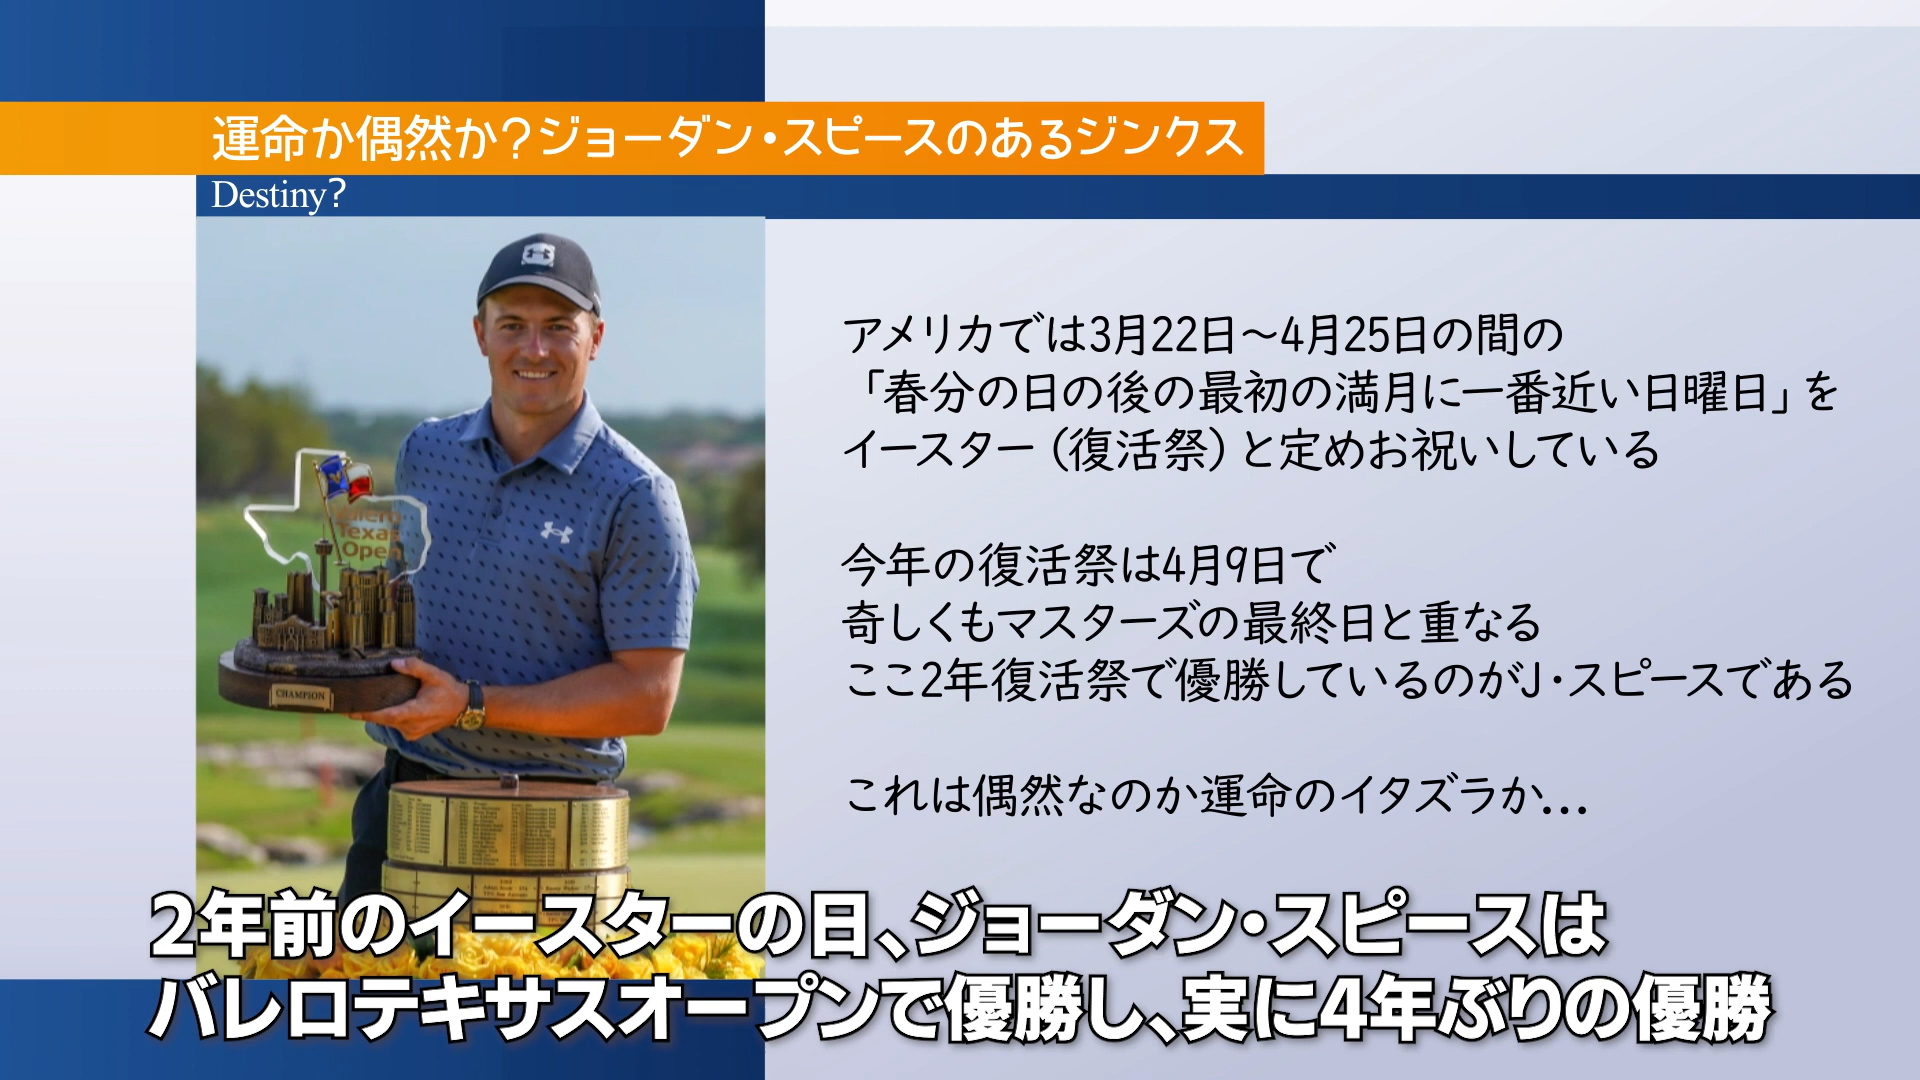 運命か偶然か？ジョーダン・スピースのあるジンクス
Destiny?
アメリカでは3月22日～4月25日の間の
「春分の日の後の最初の満月に一番近い日曜日」を
イースター（復活祭）と定めお祝いしている
今年の復活祭は4月9日で
奇しくもマスターズの最終日と重なる
ここ2年復活祭で優勝しているのがJ・スピースである
これは偶然なのか運命のイタズラか...
Valero
Texas
Open
CHAMPION
2年前のイースターの日、ジョーダン・スピースは
バレロテキサスオープンで優勝し、実に4年ぶりの優勝